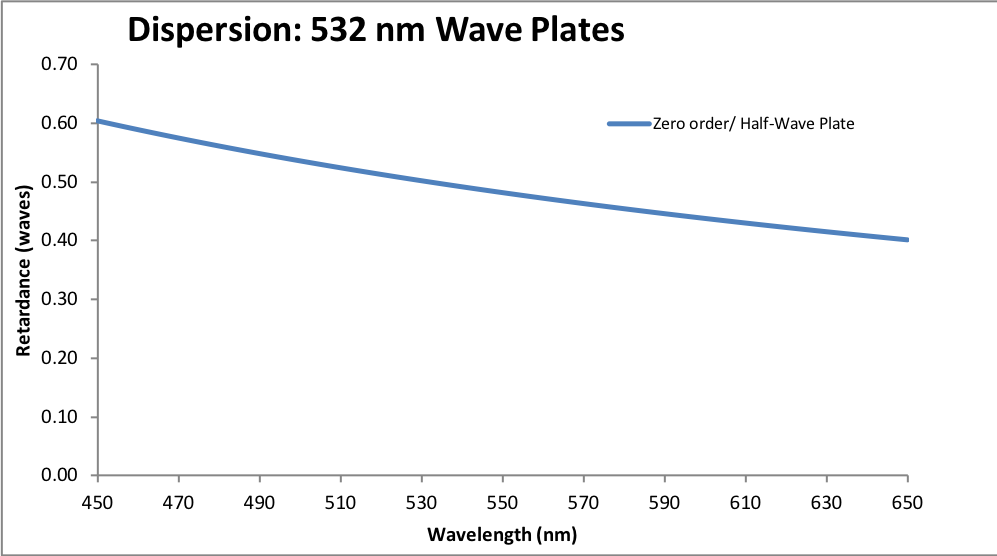 Dispersion: 532 nm Wave Plates
0.70
0.60
0.50
0.40
0.30
0.20
0.10
0.00
Retardance (waves)
Zero order/ Half-Wave Plate
450 470 490 510 530 550 570 590 610 630 650
Wavelength (nm)